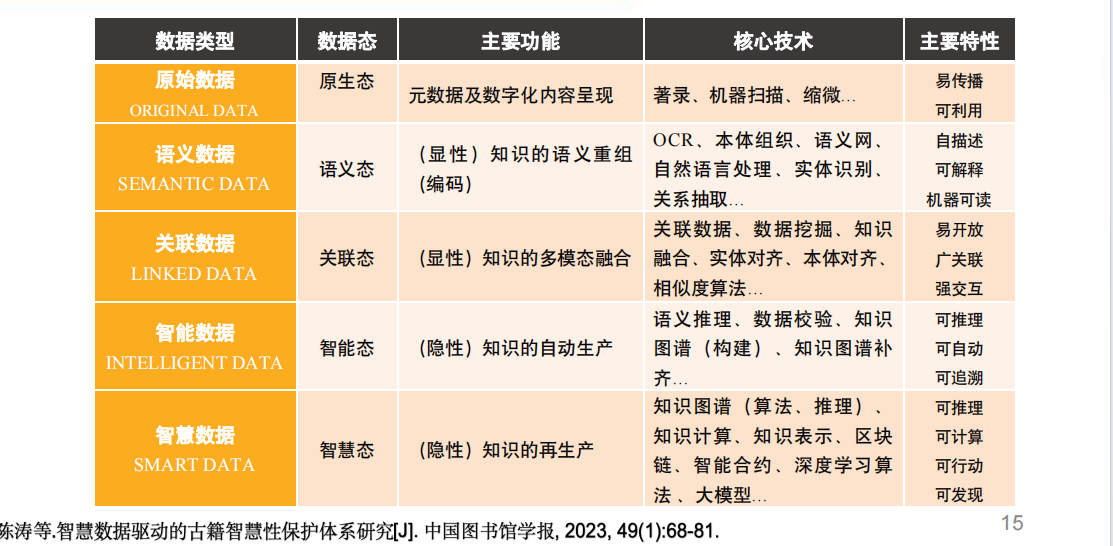 数据类型 数据态 主要功能 核心技术 主要特性
原始数据
ORIGINAL DATA
原生态
元数据及数字化内容呈现
著录、机器扫描、缩微...
易传播
可利用
语义数据
SEMANTIC DATA
语义态
（显性）知识的语义重组
(编码)
OCR、本体组织、语义网、
自然语言处理、实体识别、
关系抽取...
自描述
可解释
机器可读
关联数据
LINKED DATA
关联态
（显性）知识的多模态融合
关联数据、数据挖掘、知识
融合、实体对齐、本体对齐、
相似度算法...
易开放
广关联
强交互
智能数据
INTELLIGENT DATA
智能态
（隐性）知识的自动生产
语义推理、数据校验、知识
图谱（构建）、知识图谱补
齐...
可推理
可自动
可追溯
智慧数据
SMART DATA
智慧态
（隐性）知识的再生产
知识图谱（算法、推理）、
知识计算、知识表示、区块
链、智能合约、深度学习算
法 、大模型...
可推理
可计算
可行动
可发现
陈涛等.智慧数据驱动的古籍智慧性保护体系研究[J]. 中国图书馆学报, 2023, 49(1):68-81.
15